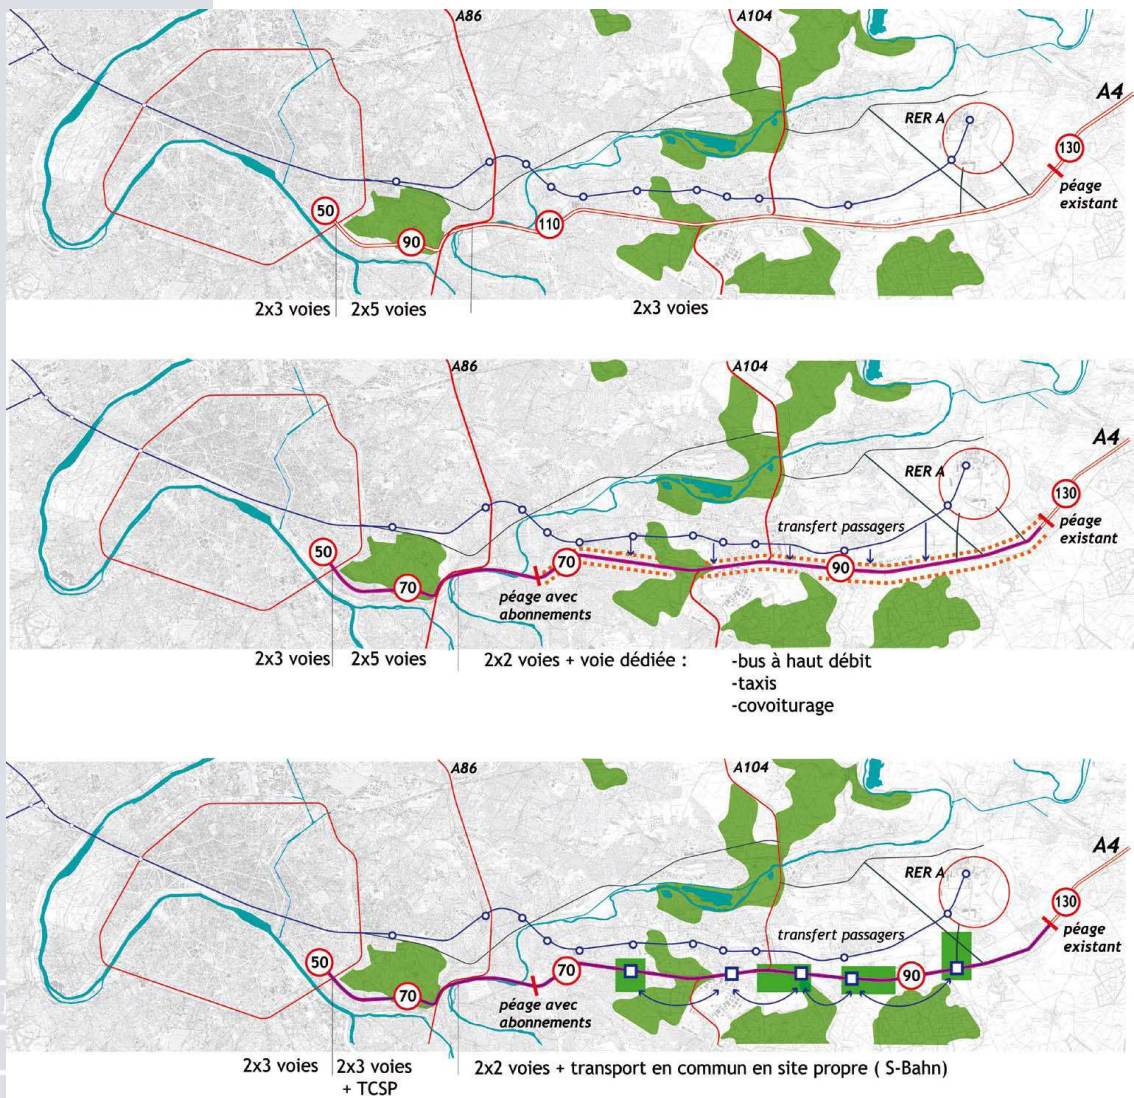 A86
A104
A4
RER A
130
péage
existant
50
110
90
2x3 voies
2x5 voies
2x3 voies
A86
A104
A4
RER A
130
transfert passagers
péage
existant
50
70
90
70
péage avec
abonnements
2x3 voies
2x5 voies
2x2 voies + voie dédiée :
-bus à haut débit
-taxis
-covoiturage
A86
A104
A4
RER A
130
transfert passagers
péage
existant
50
70
90
70
péage avec
abonnements
2x3 voies
2x3 voies
+ TCSP
2x2 voies + transport en commun en site propre ( S-Bahn)